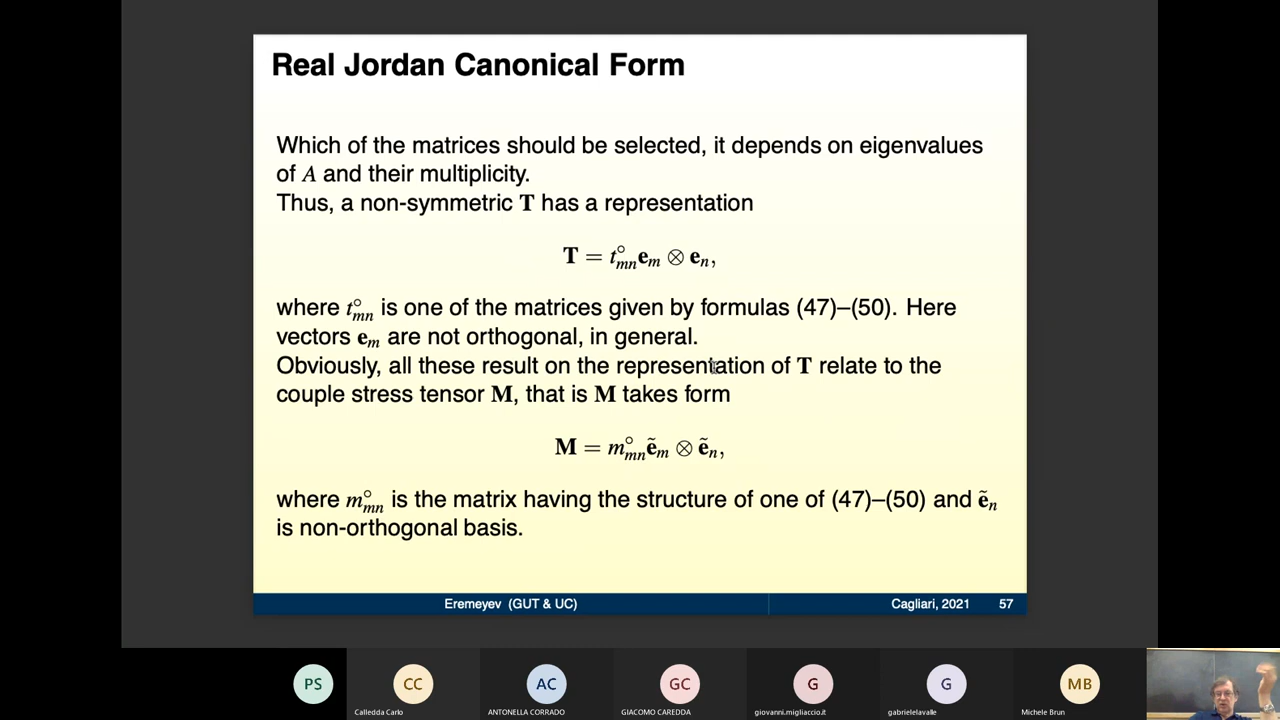 Real Jordan Canonical Form
Which of the matrices should be selected, it depends on eigenvalues
of A and their multiplicity.
Thus, a non-symmetric T has a representation
T = t°ₘₙeₘ ⊗ eₙ,
where t°ₘₙ is one of the matrices given by formulas (47)–(50). Here
vectors eₘ are not orthogonal, in general.
Obviously, all these result on the representation of T relate to the
couple stress tensor M, that is M takes form
M = m°ₘₙẽₘ ⊗ ẽₙ,
where m°ₘₙ is the matrix having the structure of one of (47)–(50) and ẽₙ
is non-orthogonal basis.
Eremeyev (GUT & UC) Cagliari, 2021 57
PS CC AC GC G G MB
Calledda Carlo ANTONELLA CORRADO GIACOMO CAREDDA giovanni.migliaccio.it gabrielelavalle Michele Brun